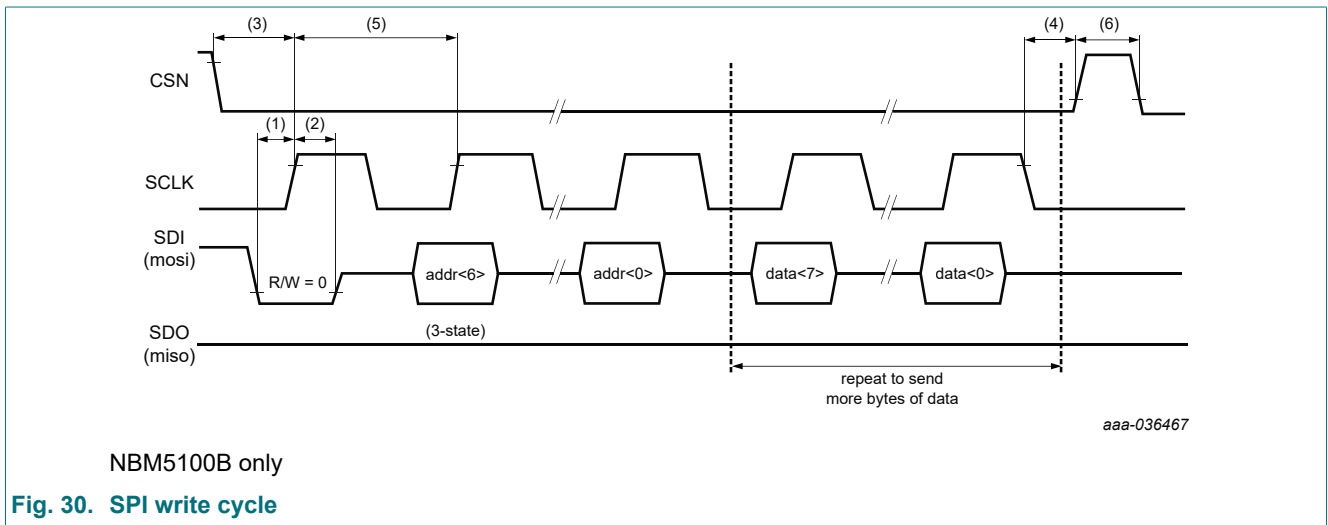 (3)
(5)
(4)
(6)
CSN
(1)
(2)
SCLK
SDI
(mosi)
R/W = 0
addr<6>
addr<0>
data<7>
data<0>
SDO
(miso)
(3-state)
repeat to send
more bytes of data
aaa-036467
NBM5100B only
Fig. 30. SPI write cycle